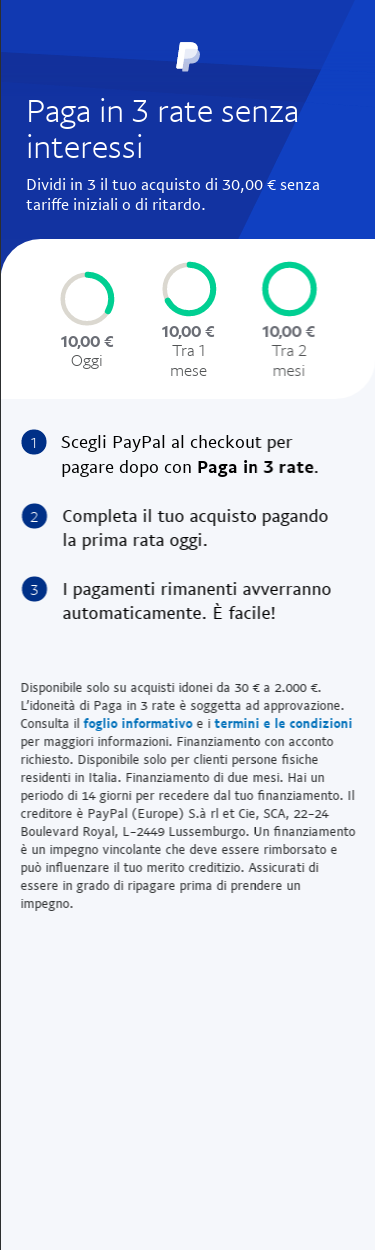 Paga in 3 rate senza
interessi
Dividi in 3 il tuo acquisto di 30,00 € senza
tariffe iniziali o di ritardo.
10,00 €
Oggi
10,00 €
Tra 1
mese
10,00 €
Tra 2
mesi
1 Scegli PayPal al checkout per
pagare dopo con Paga in 3 rate.
2 Completa il tuo acquisto pagando
la prima rata oggi.
3 I pagamenti rimanenti avverranno
automaticamente. È facile!
Disponibile solo su acquisti idonei da 30 € a 2.000 €.
L'idoneità di Paga in 3 rate è soggetta ad approvazione.
Consulta il foglio informativo e i termini e le condizioni
per maggiori informazioni. Finanziamento con acconto
richiesto. Disponibile solo per clienti persone fisiche
residenti in Italia. Finanziamento di due mesi. Hai un
periodo di 14 giorni per recedere dal tuo finanziamento. Il
creditore è PayPal (Europe) S.à rl et Cie, SCA, 22-24
Boulevard Royal, L-2449 Lussemburgo. Un finanziamento
è un impegno vincolante che deve essere rimborsato e
può influenzare il tuo merito creditizio. Assicurati di
essere in grado di ripagare prima di prendere un
impegno.